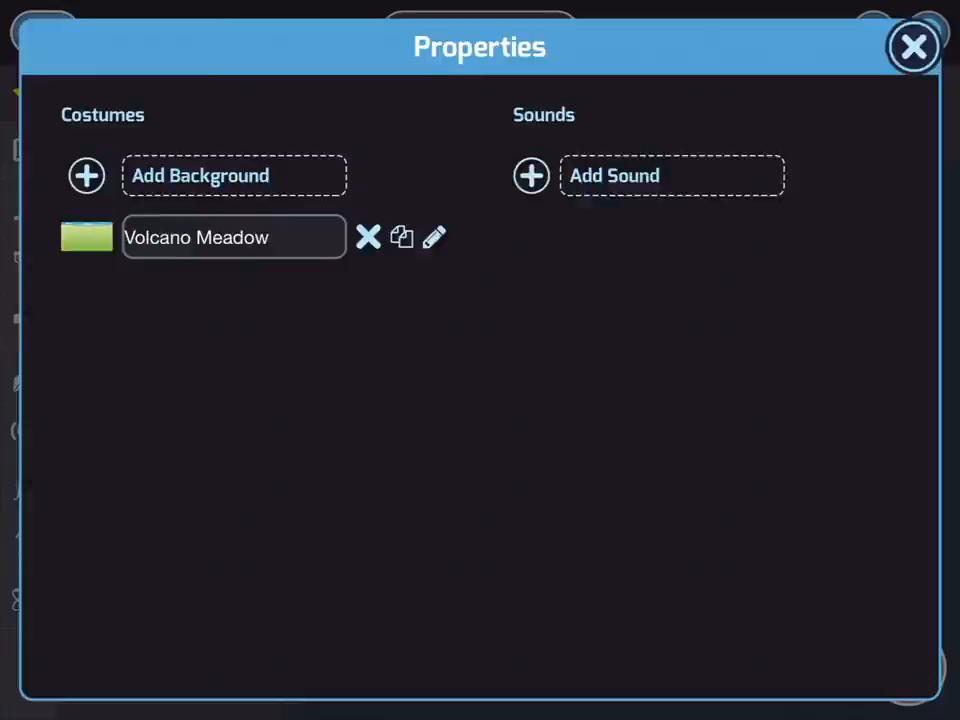 Properties
Costumes
Sounds
Add Background
Add Sound
Volcano Meadow